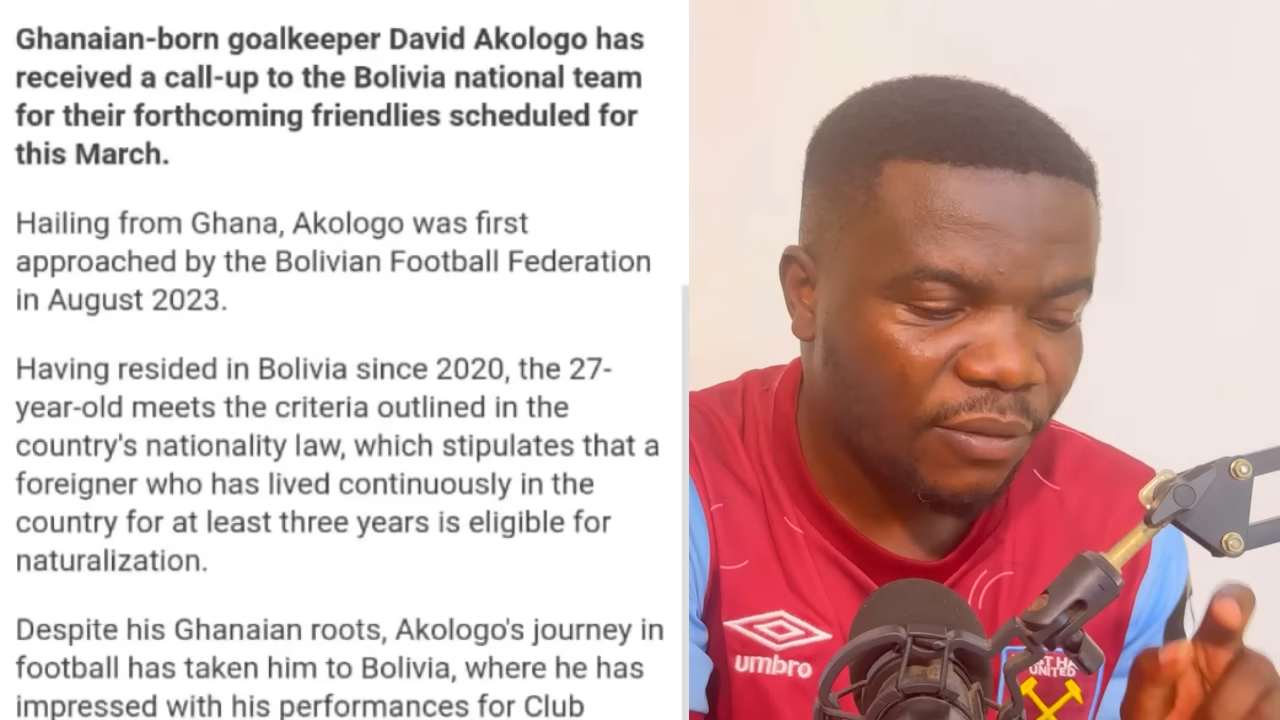 Ghanaian-born goalkeeper David Akologo has
received a call-up to the Bolivia national team
for their forthcoming friendlies scheduled for
this March.
Hailing from Ghana, Akologo was first
approached by the Bolivian Football Federation
in August 2023.
Having resided in Bolivia since 2020, the 27-
year-old meets the criteria outlined in the
country's nationality law, which stipulates that a
foreigner who has lived continuously in the
country for at least three years is eligible for
naturalization.
Despite his Ghanaian roots, Akologo's journey in
football has taken him to Bolivia, where he has
impressed with his performances for Club
umbro
UNITED